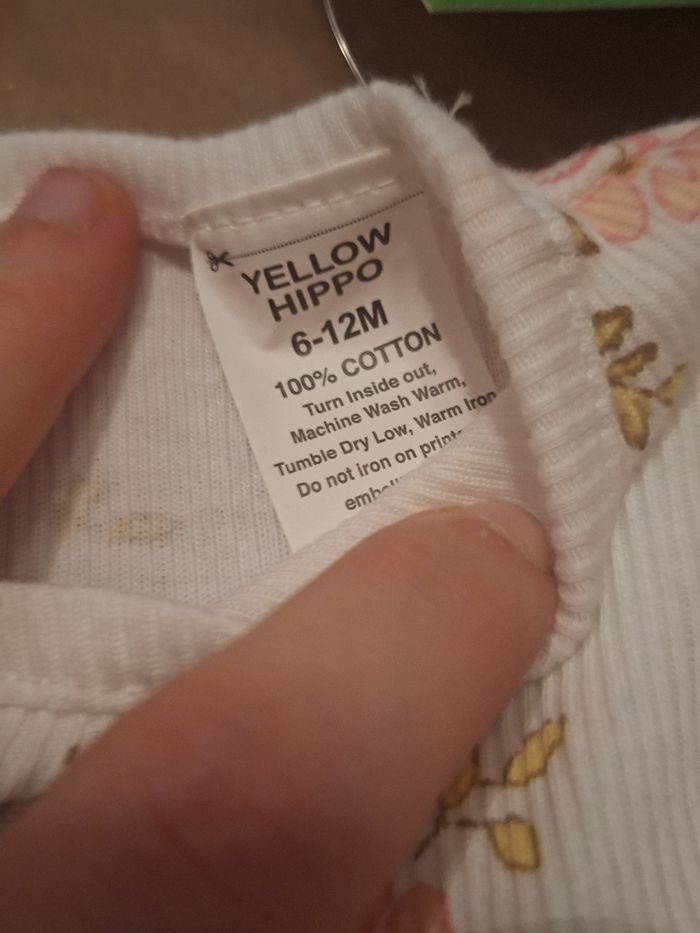 YELLOW
HIPPO
6-12M
100% COTTON
Turn Inside out,
Machine Wash Warm,
Tumble Dry Low, Warm Iron
Do not iron on